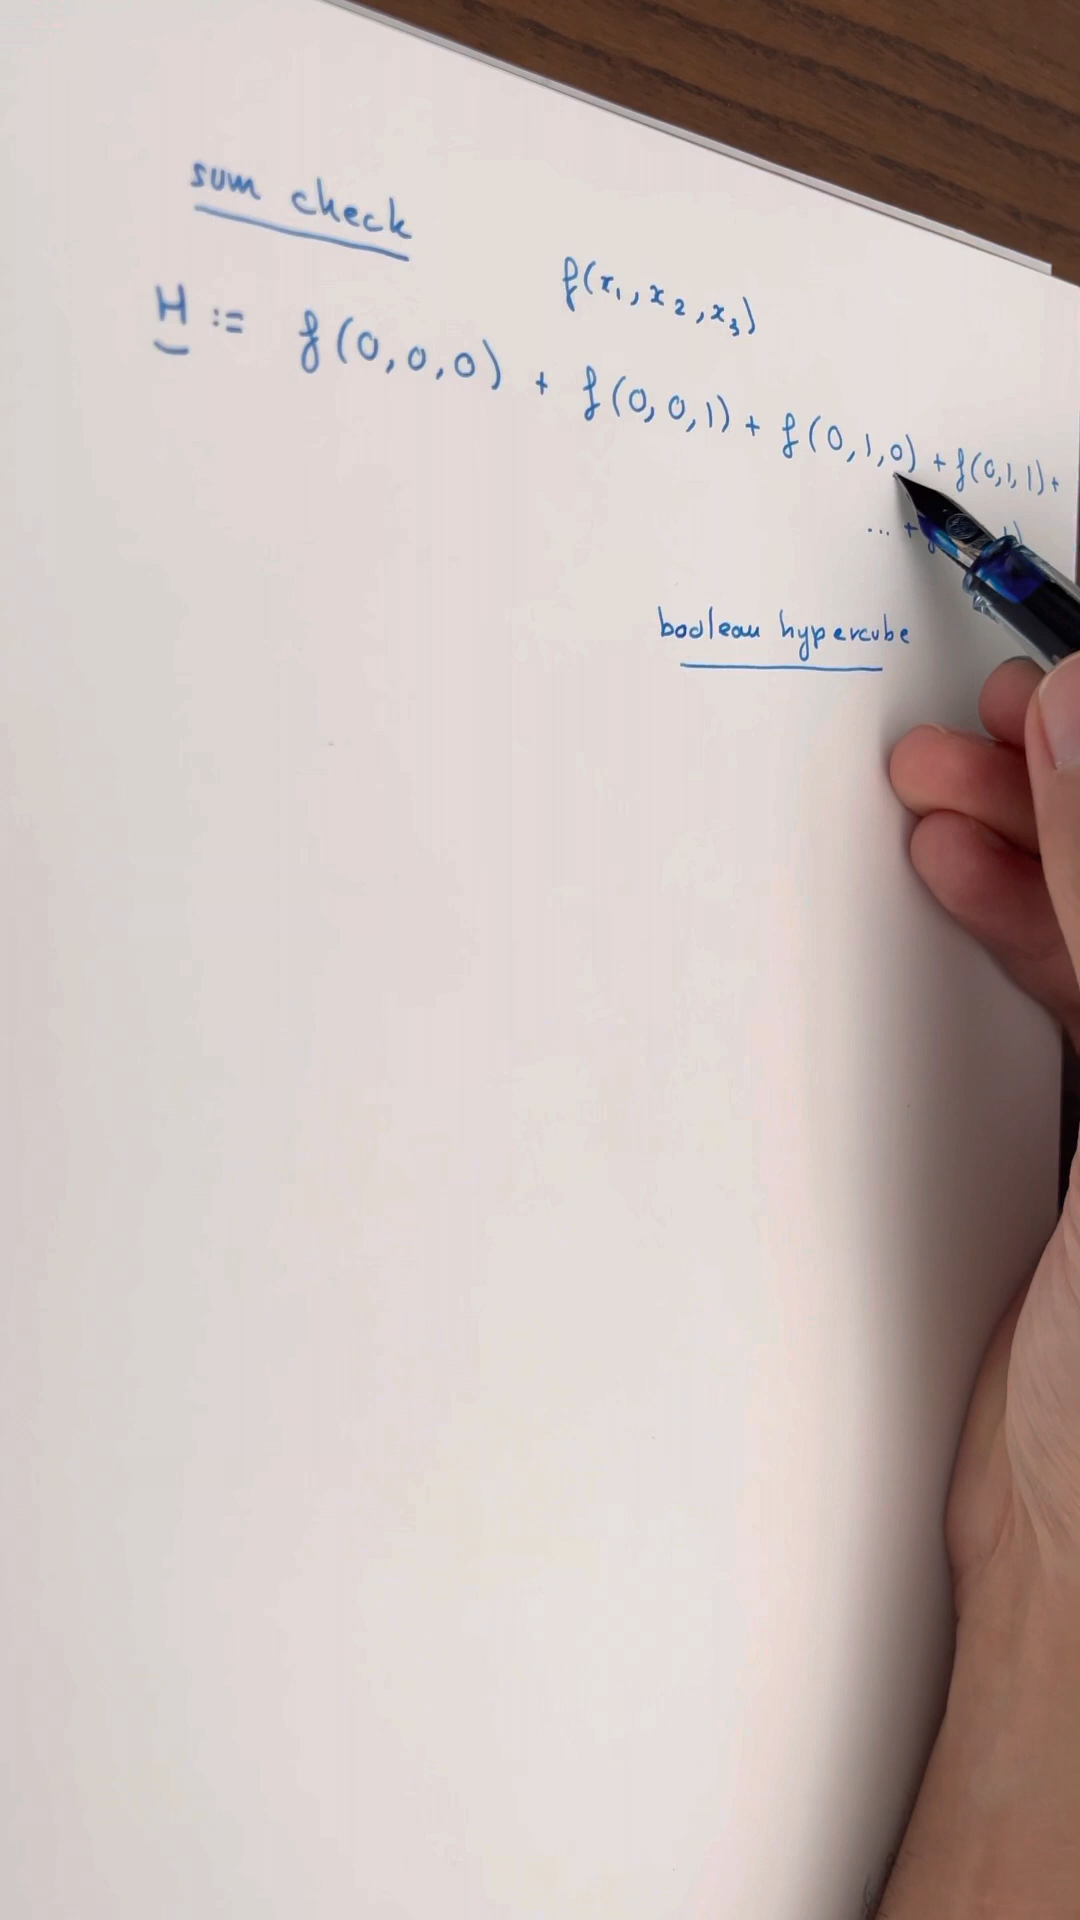 sum check
f(x₁, x₂, x₃)
H := f(0,0,0) + f(0,0,1) + f(0,1,0) + f(0,1,1) +
... +
boolean hypercube